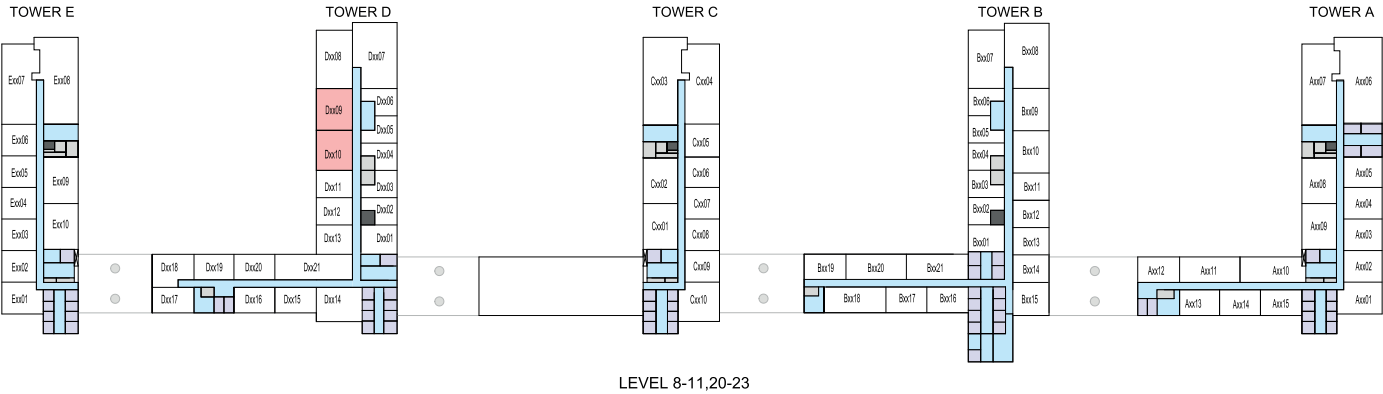 TOWER E
TOWER D
TOWER C
TOWER B
TOWER A
Exx07
Exx08
Exx06
Exx05
Exx09
Exx04
Exx03
Exx10
Exx02
Exx01
Dxx08
Dxx07
Dxx09
Dxx06
Dxx05
Dxx10
Dxx04
Dxx11
Dxx03
Dxx12
Dxx02
Dxx13
Dxx01
Dxx18
Dxx19
Dxx20
Dxx21
Dxx17
Dxx16
Dxx15
Dxx14
Cxx03
Cxx04
Cxx05
Cxx02
Cxx06
Cxx07
Cxx01
Cxx08
Cxx09
Cxx10
Bxx07
Bxx08
Bxx06
Bxx09
Bxx05
Bxx04
Bxx10
Bxx03
Bxx11
Bxx02
Bxx12
Bxx01
Bxx13
Bxx19
Bxx20
Bxx21
Bxx14
Bxx18
Bxx17
Bxx16
Bxx15
Axx07
Axx06
Axx08
Axx05
Axx04
Axx09
Axx03
Axx12
Axx11
Axx10
Axx02
Axx13
Axx14
Axx15
Axx01
LEVEL 8-11,20-23